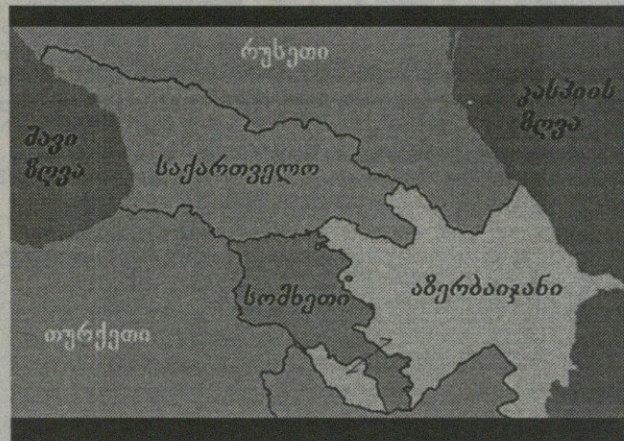 რუსეთი
კასპიის
ზღვა
შავი
ზღვა
საქართველო
სომხეთი
აზერბაიჯანი
თურქეთი